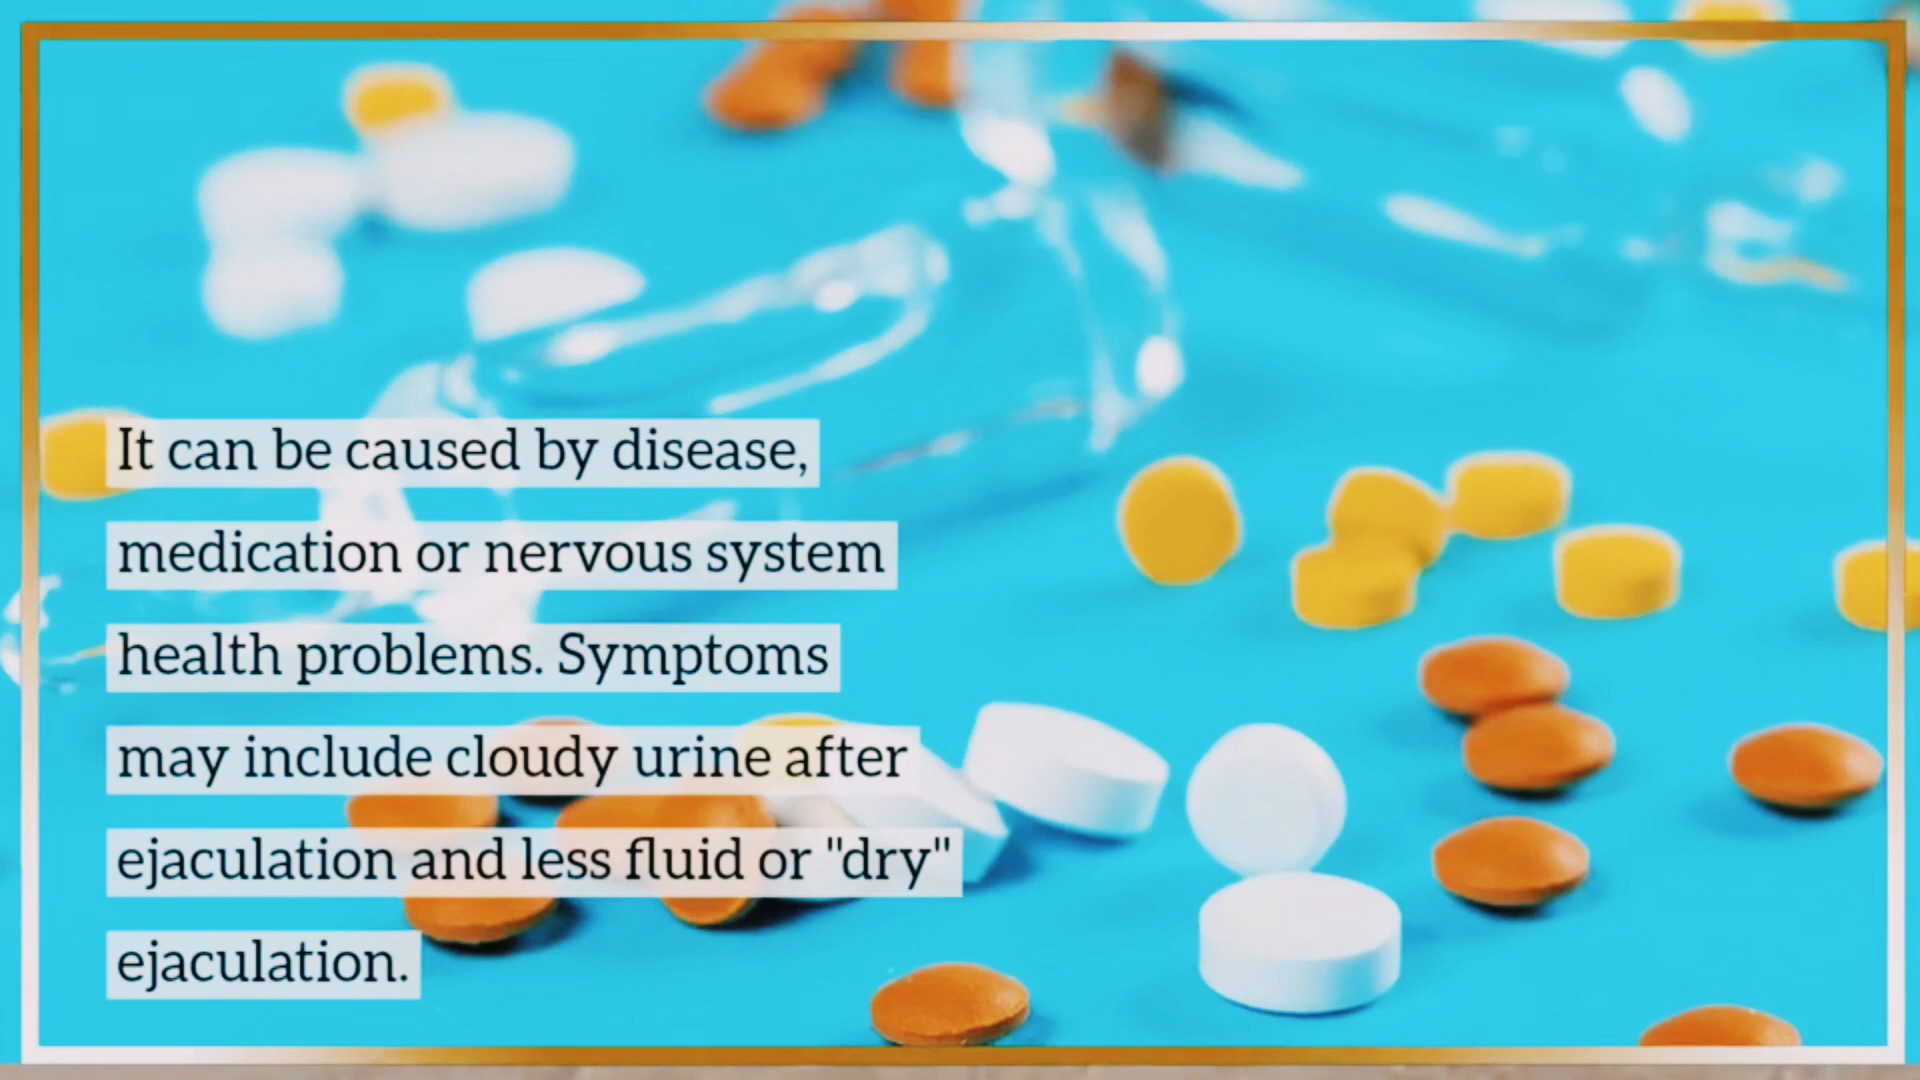 It can be caused by disease,
medication or nervous system
health problems. Symptoms
may include cloudy urine after
ejaculation and less fluid or "dry"
ejaculation.